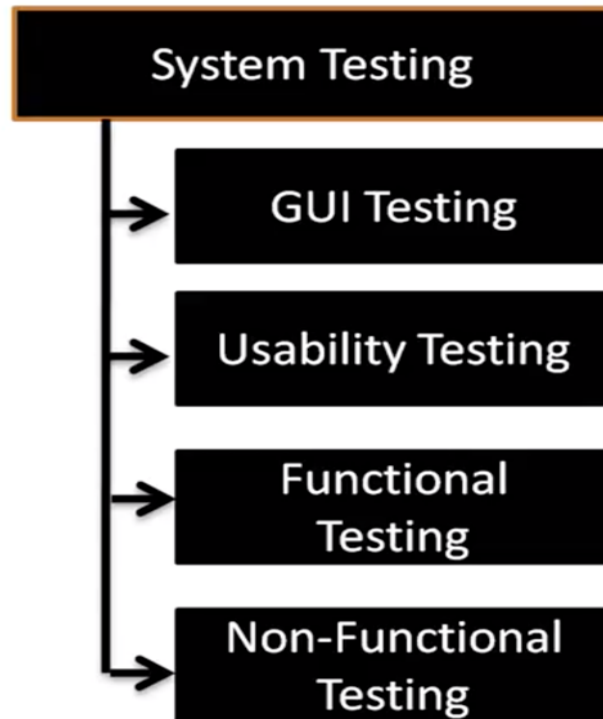 System Testing
GUI Testing
Usability Testing
Functional
Testing
Non-Functional
Testing